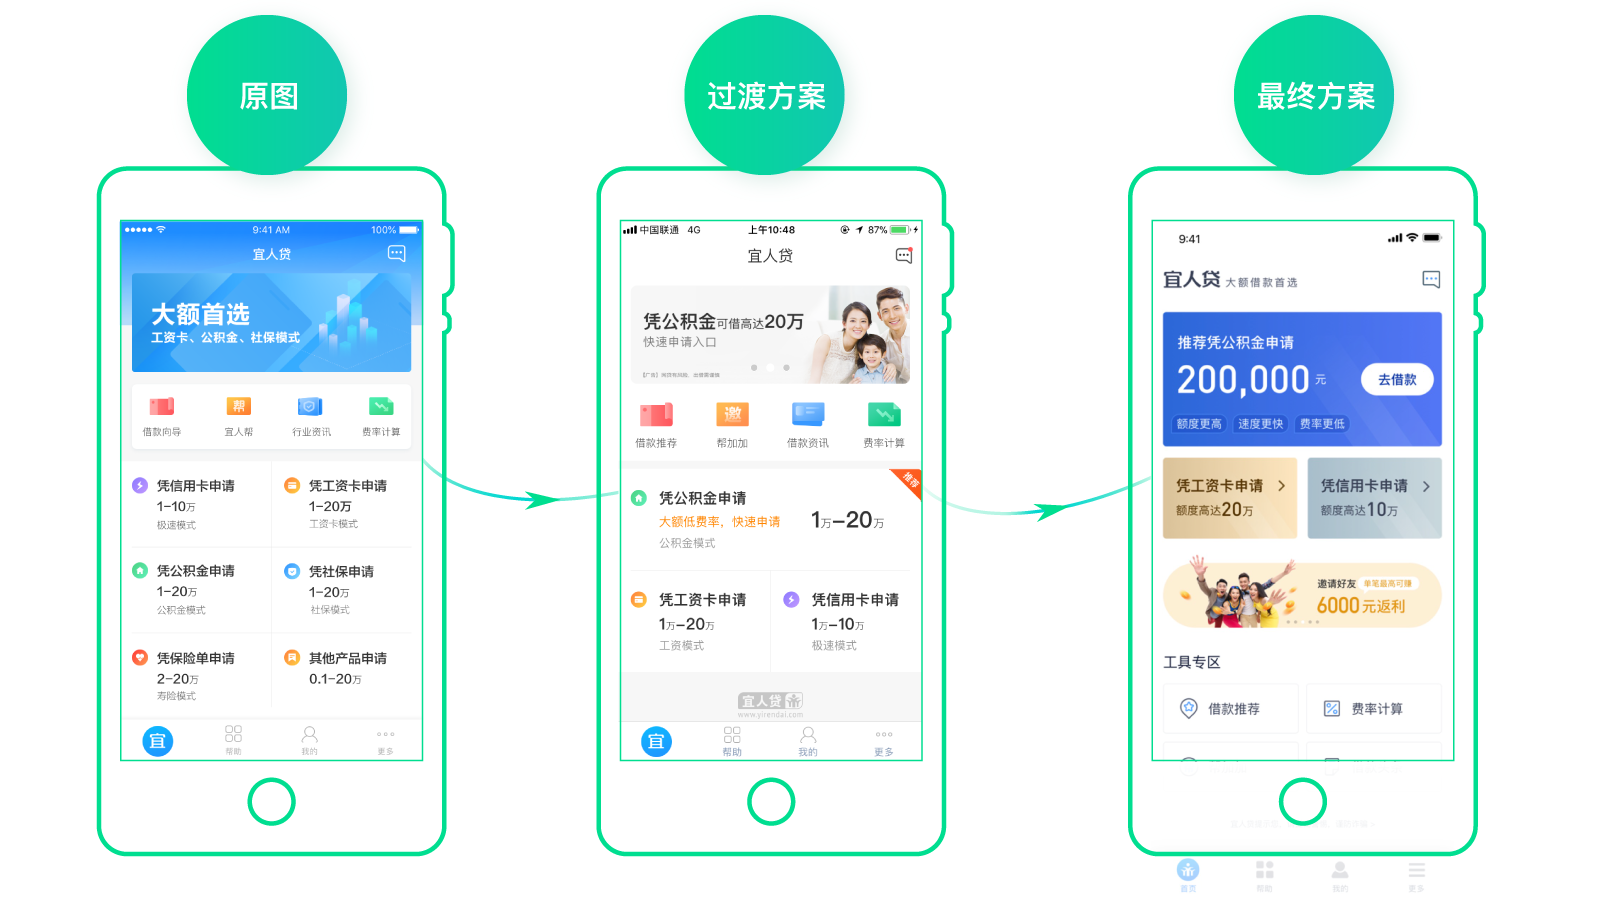 原图
9:41 AM
100%
宜人贷
大额首选
工资卡、公积金、社保模式
借款向导
宜人帮
帮
行业资讯
费率计算
凭信用卡申请
1-10万
极速模式
凭工资卡申请
1-20万
工资卡模式
凭公积金申请
1-20万
公积金模式
凭社保申请
1-20万
社保模式
凭保险单申请
2-20万
寿险模式
其他产品申请
0.1-20万
宜
帮助
我的
更多
过渡方案
中国联通 4G
上午10:48
87%
宜人贷
凭公积金可借高达20万
快速申请入口
邀
借款推荐
帮加加
借款资讯
费率计算
推荐
凭公积金申请
大额低费率，快速申请
公积金模式
1万-20万
凭工资卡申请
1万-20万
工资模式
凭信用卡申请
1万-10万
极速模式
宜人贷
www.yirendai.com
宜
帮助
我的
更多
最终方案
9:41
宜人贷 大额借款首选
推荐凭公积金申请
200,000 元
去借款
额度更高
速度更快
费率更低
凭工资卡申请
额度高达20万
凭信用卡申请
额度高达10万
邀请好友 单笔最高可赚
6000元返利
工具专区
借款推荐
费率计算
首页
帮助
我的
更多